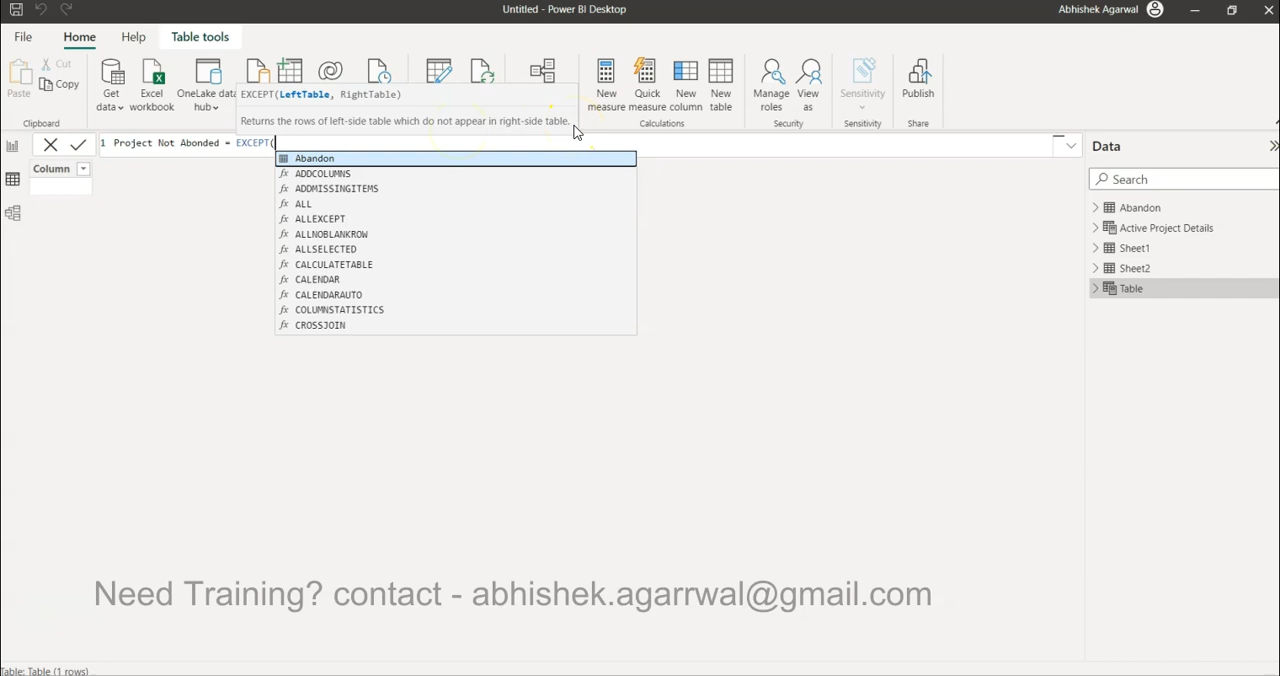 Untitled - Power BI Desktop
Abhishek Agarwal
File Home Help Table tools
Paste
Cut
Copy
Get data
Excel workbook
OneLake data hub
New measure
Quick measure
New column
New table
Manage roles
View as
Sensitivity
Publish
Clipboard
Calculations
Security
Sensitivity
Share
EXCEPT(LeftTable, RightTable)
Returns the rows of left-side table which do not appear in right-side table.
1 Project Not Abonded = EXCEPT(
Column
Abandon
ADDCOLUMNS
ADDMISSINGITEMS
ALL
ALLEXCEPT
ALLNOBLANKROW
ALLSELECTED
CALCULATETABLE
CALENDAR
CALENDARAUTO
COLUMNSTATISTICS
CROSSJOIN
Data
Search
Abandon
Active Project Details
Sheet1
Sheet2
Table
Need Training? contact - abhishek.agarrwal@gmail.com
Table: Table (1 rows)